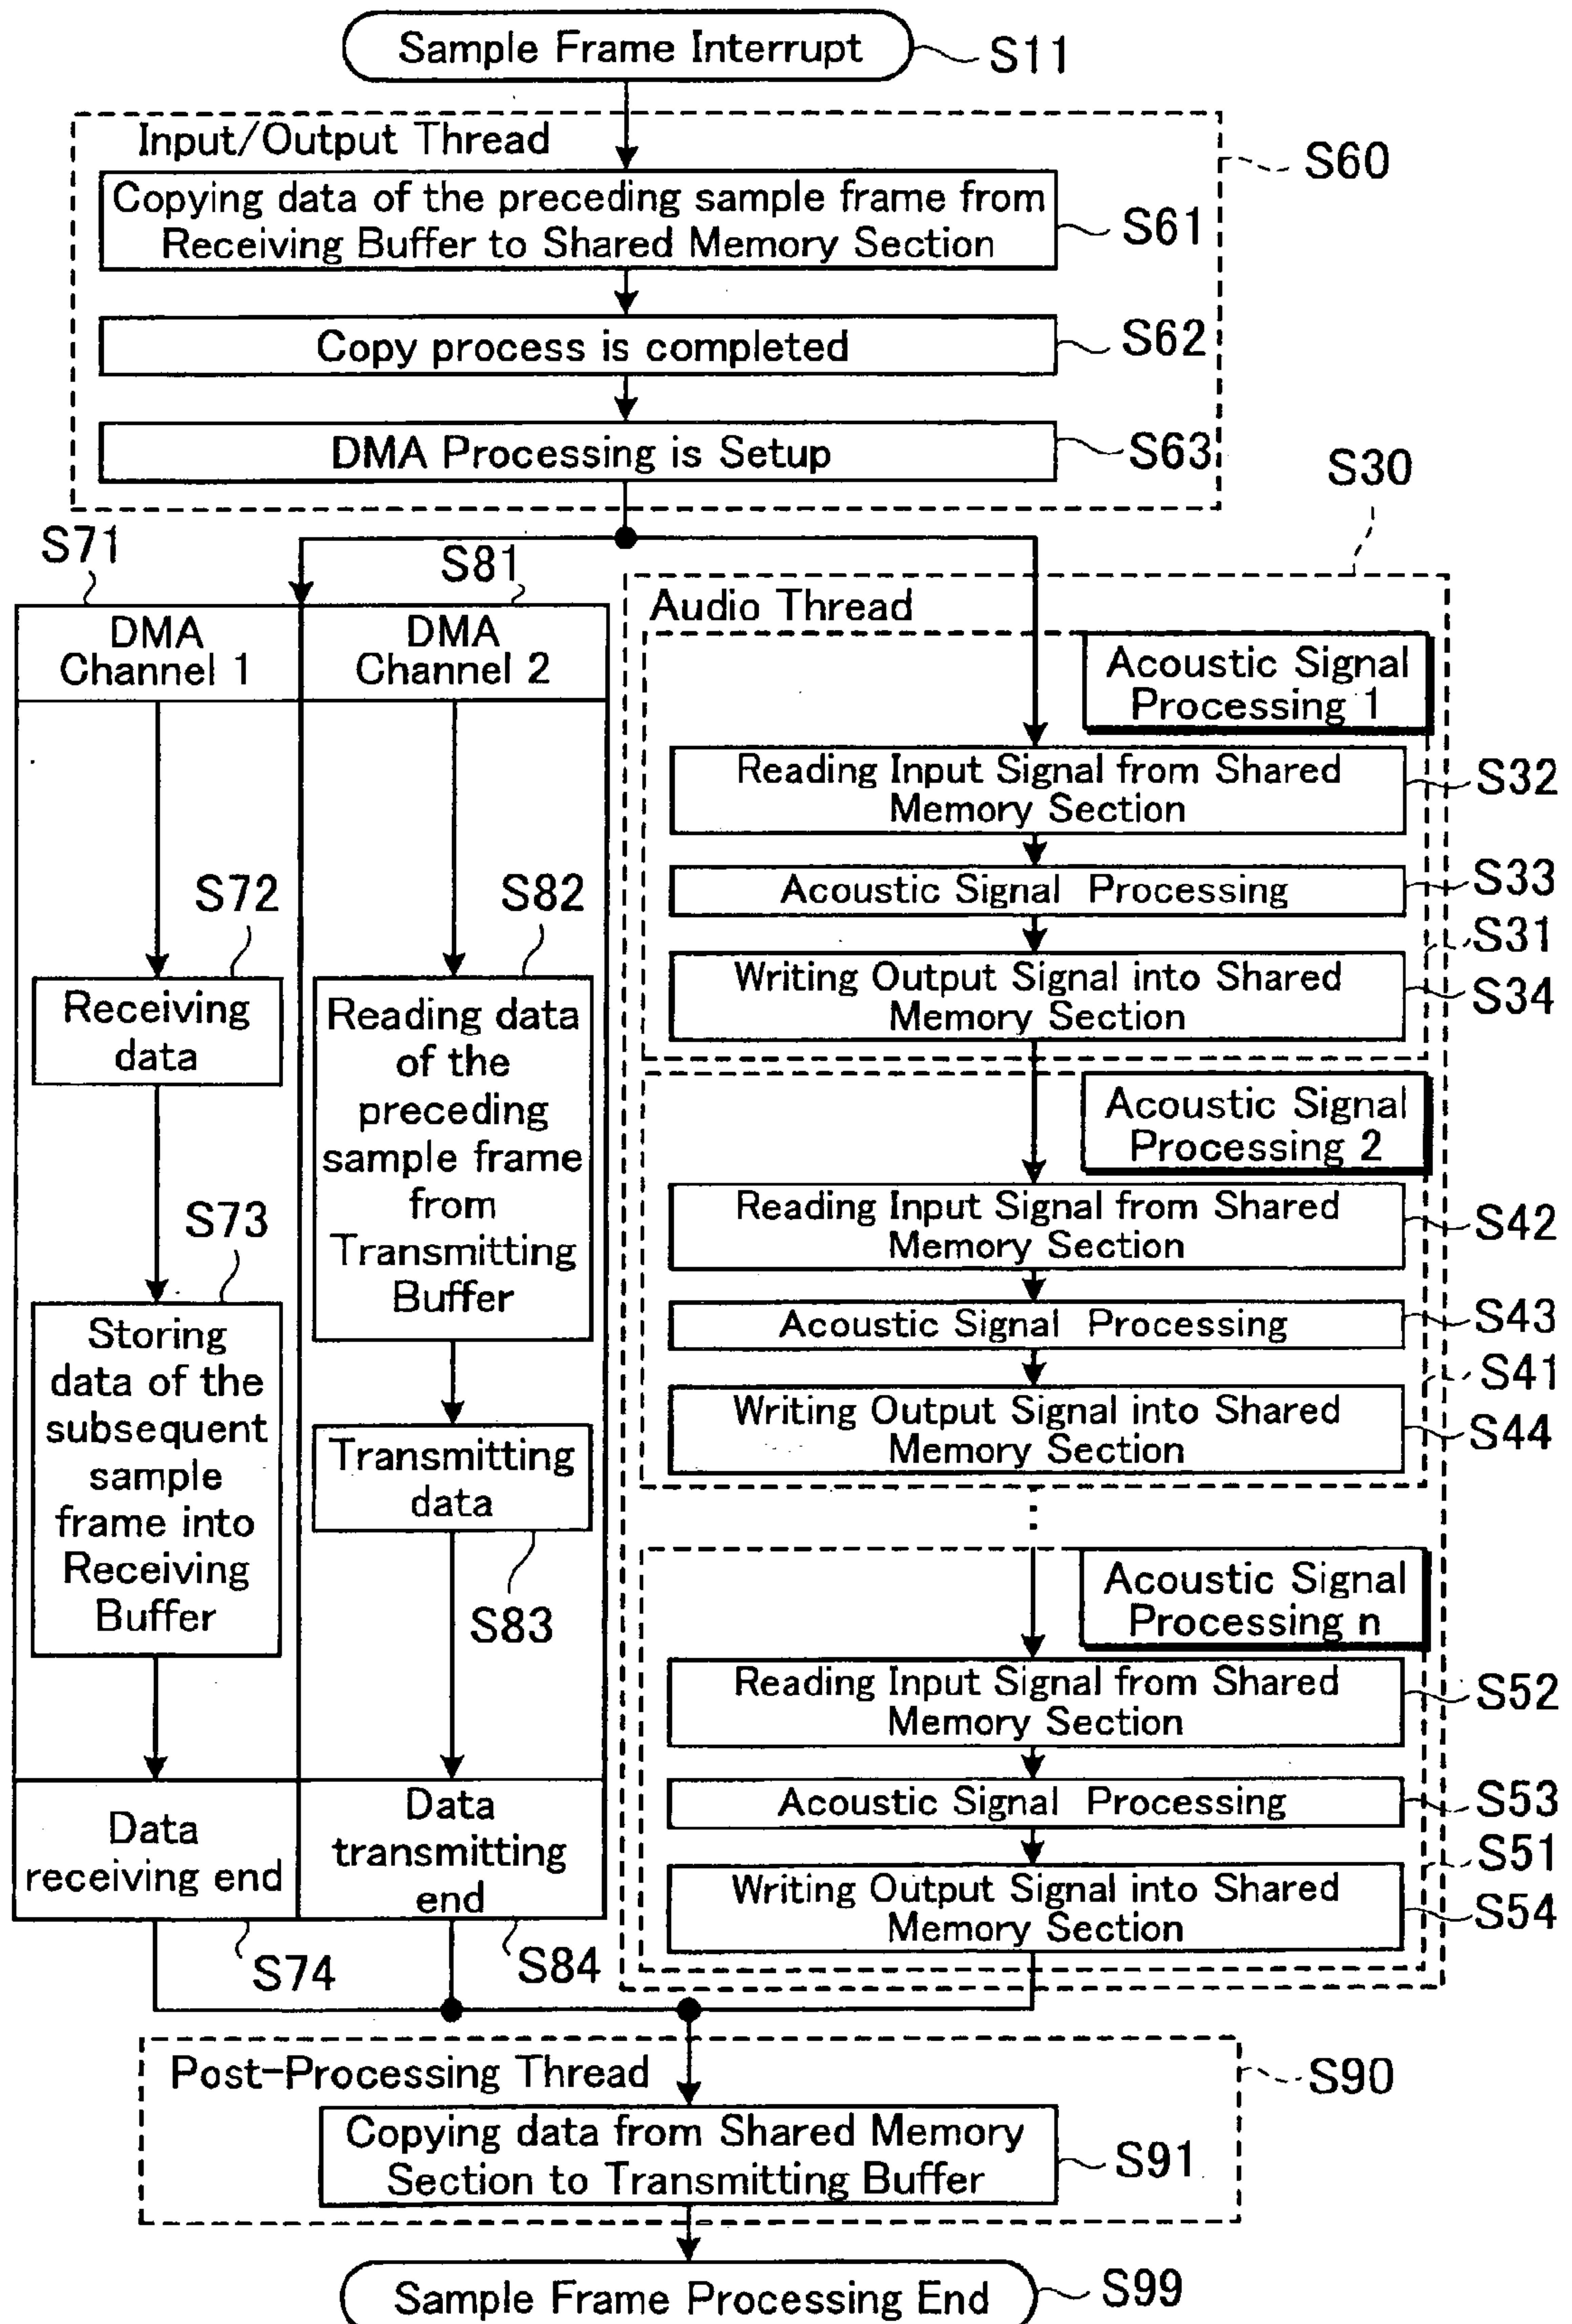 Sample Frame Interrupt
S11
Input/Output Thread
S60
Copying data of the preceding sample frame from
Receiving Buffer to Shared Memory Section
S61
Copy process is completed
S62
DMA Processing is Setup
S63
S30
S71
S81
DMA
Channel 1
DMA
Channel 2
S72
Receiving
data
S73
Storing
data of the
subsequent
sample
frame into
Receiving
Buffer
Data
receiving end
S74
S82
Reading data
of the
preceding
sample frame
from
Transmitting
Buffer
Transmitting
data
S83
Data
transmitting
end
S84
Audio Thread
Acoustic Signal
Processing 1
Reading Input Signal from Shared
Memory Section
S32
Acoustic Signal Processing
S33
S31
Writing Output Signal into Shared
Memory Section
S34
Acoustic Signal
Processing 2
Reading Input Signal from Shared
Memory Section
S42
Acoustic Signal Processing
S43
S41
Writing Output Signal into Shared
Memory Section
S44
Acoustic Signal
Processing n
Reading Input Signal from Shared
Memory Section
S52
Acoustic Signal Processing
S53
S51
Writing Output Signal into Shared
Memory Section
S54
Post-Processing Thread
S90
Copying data from Shared Memory
Section to Transmitting Buffer
S91
Sample Frame Processing End
S99